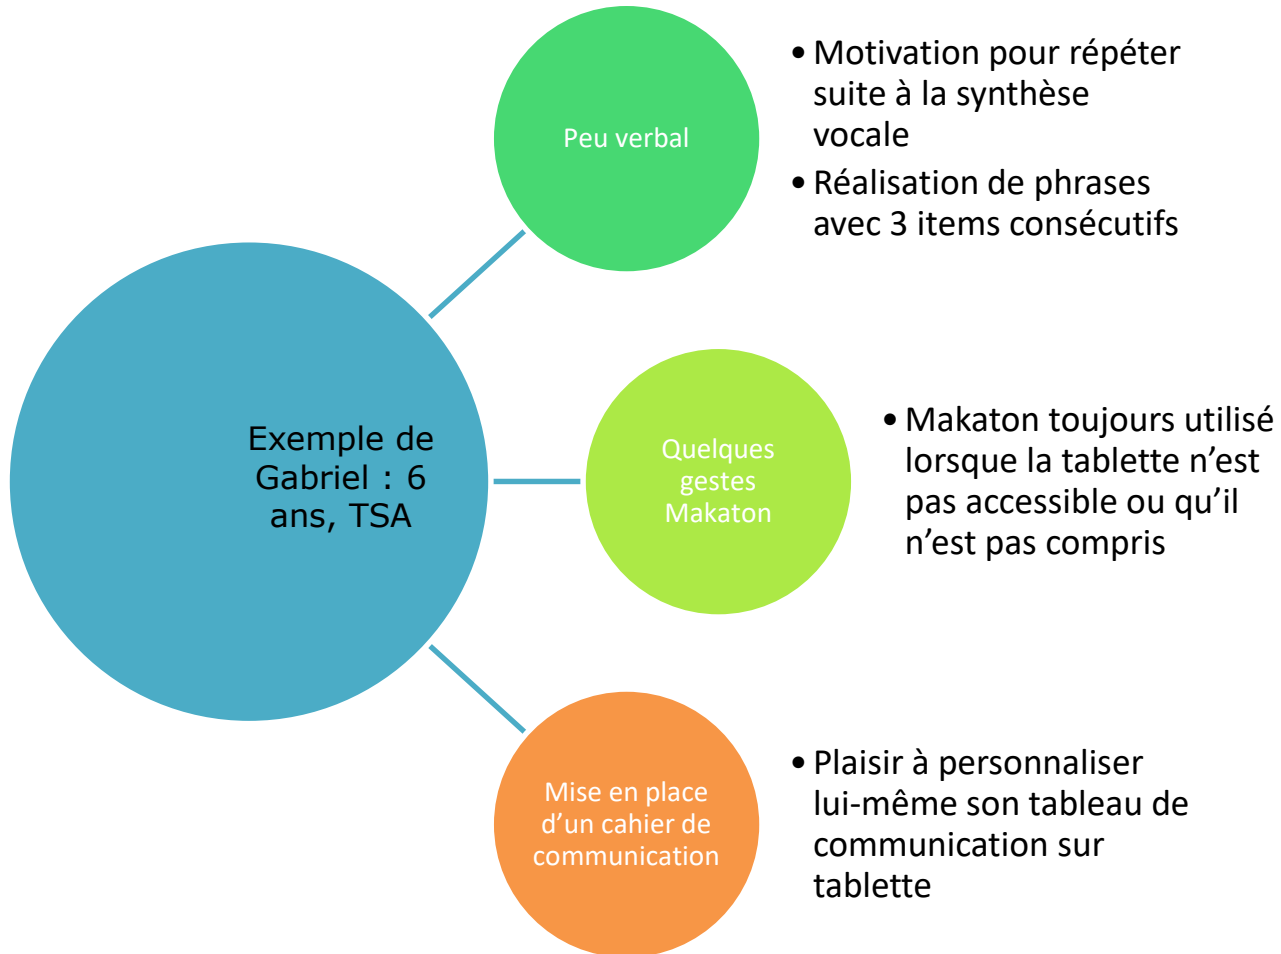 Exemple de
Gabriel : 6
ans, TSA
Peu verbal
• Motivation pour répéter
suite à la synthèse
vocale
• Réalisation de phrases
avec 3 items consécutifs
Quelques
gestes
Makaton
• Makaton toujours utilisé
lorsque la tablette n'est
pas accessible ou qu’il
n’est pas compris
Mise en place
d’un cahier de
communication
• Plaisir à personnaliser
lui-même son tableau de
communication sur
tablette